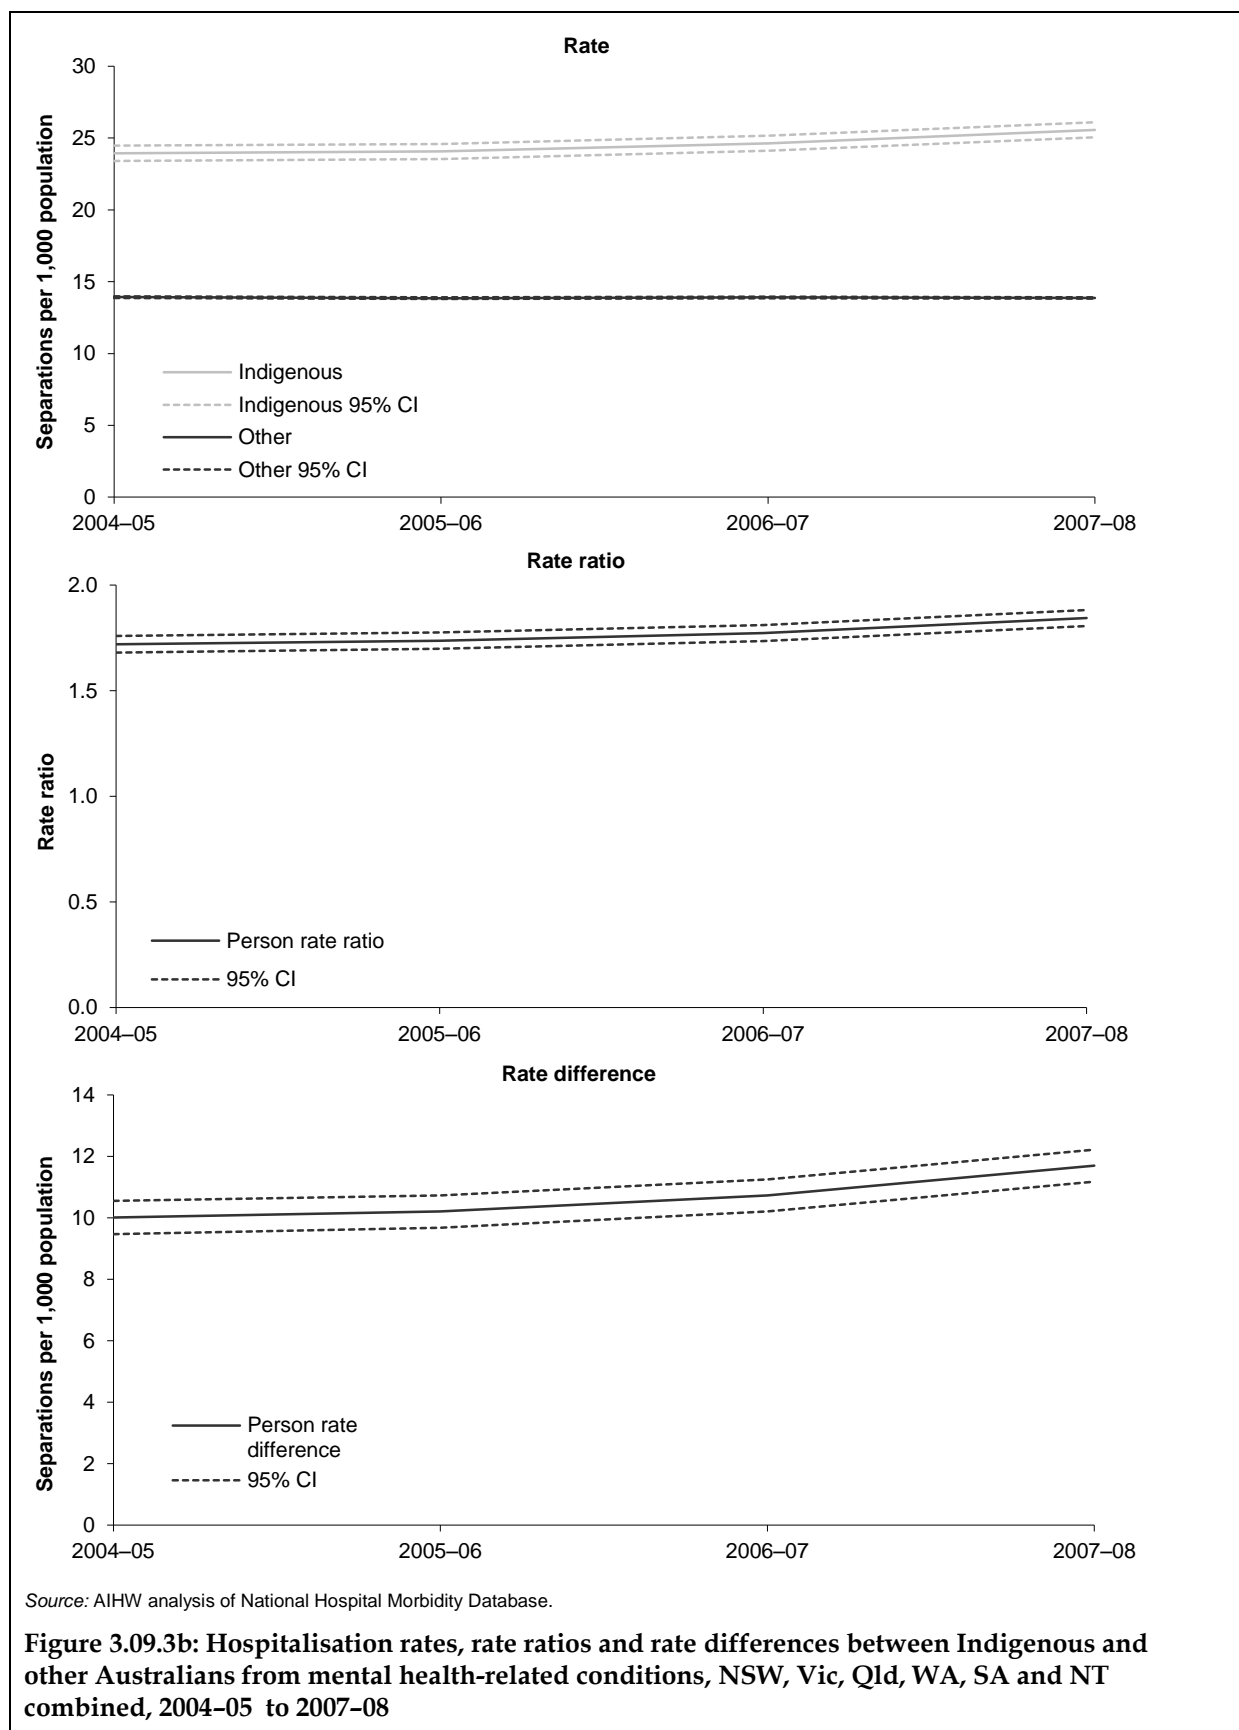 Rate
30
25
20
15
10
5
0
Separations per 1,000 population
Indigenous
Indigenous 95% CI
Other
Other 95% CI
2004–05 2005–06 2006–07 2007–08
Rate ratio
2.0
1.5
1.0
0.5
0.0
Rate ratio
Person rate ratio
95% CI
2004–05 2005–06 2006–07 2007–08
Rate difference
14
12
10
8
6
4
2
0
Separations per 1,000 population
Person rate
difference
95% CI
2004–05 2005–06 2006–07 2007–08
Source: AIHW analysis of National Hospital Morbidity Database.
Figure 3.09.3b: Hospitalisation rates, rate ratios and rate differences between Indigenous and
other Australians from mental health-related conditions, NSW, Vic, Qld, WA, SA and NT
combined, 2004–05 to 2007–08